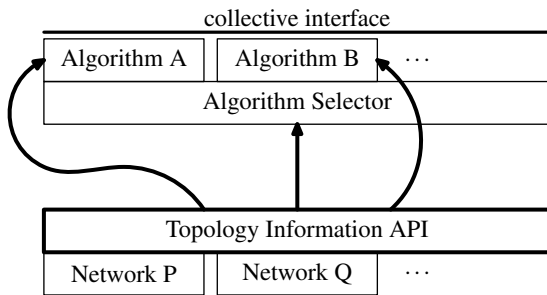 collective interface
Algorithm A Algorithm B ⋯
Algorithm Selector
Topology Information API
Network P Network Q ⋯